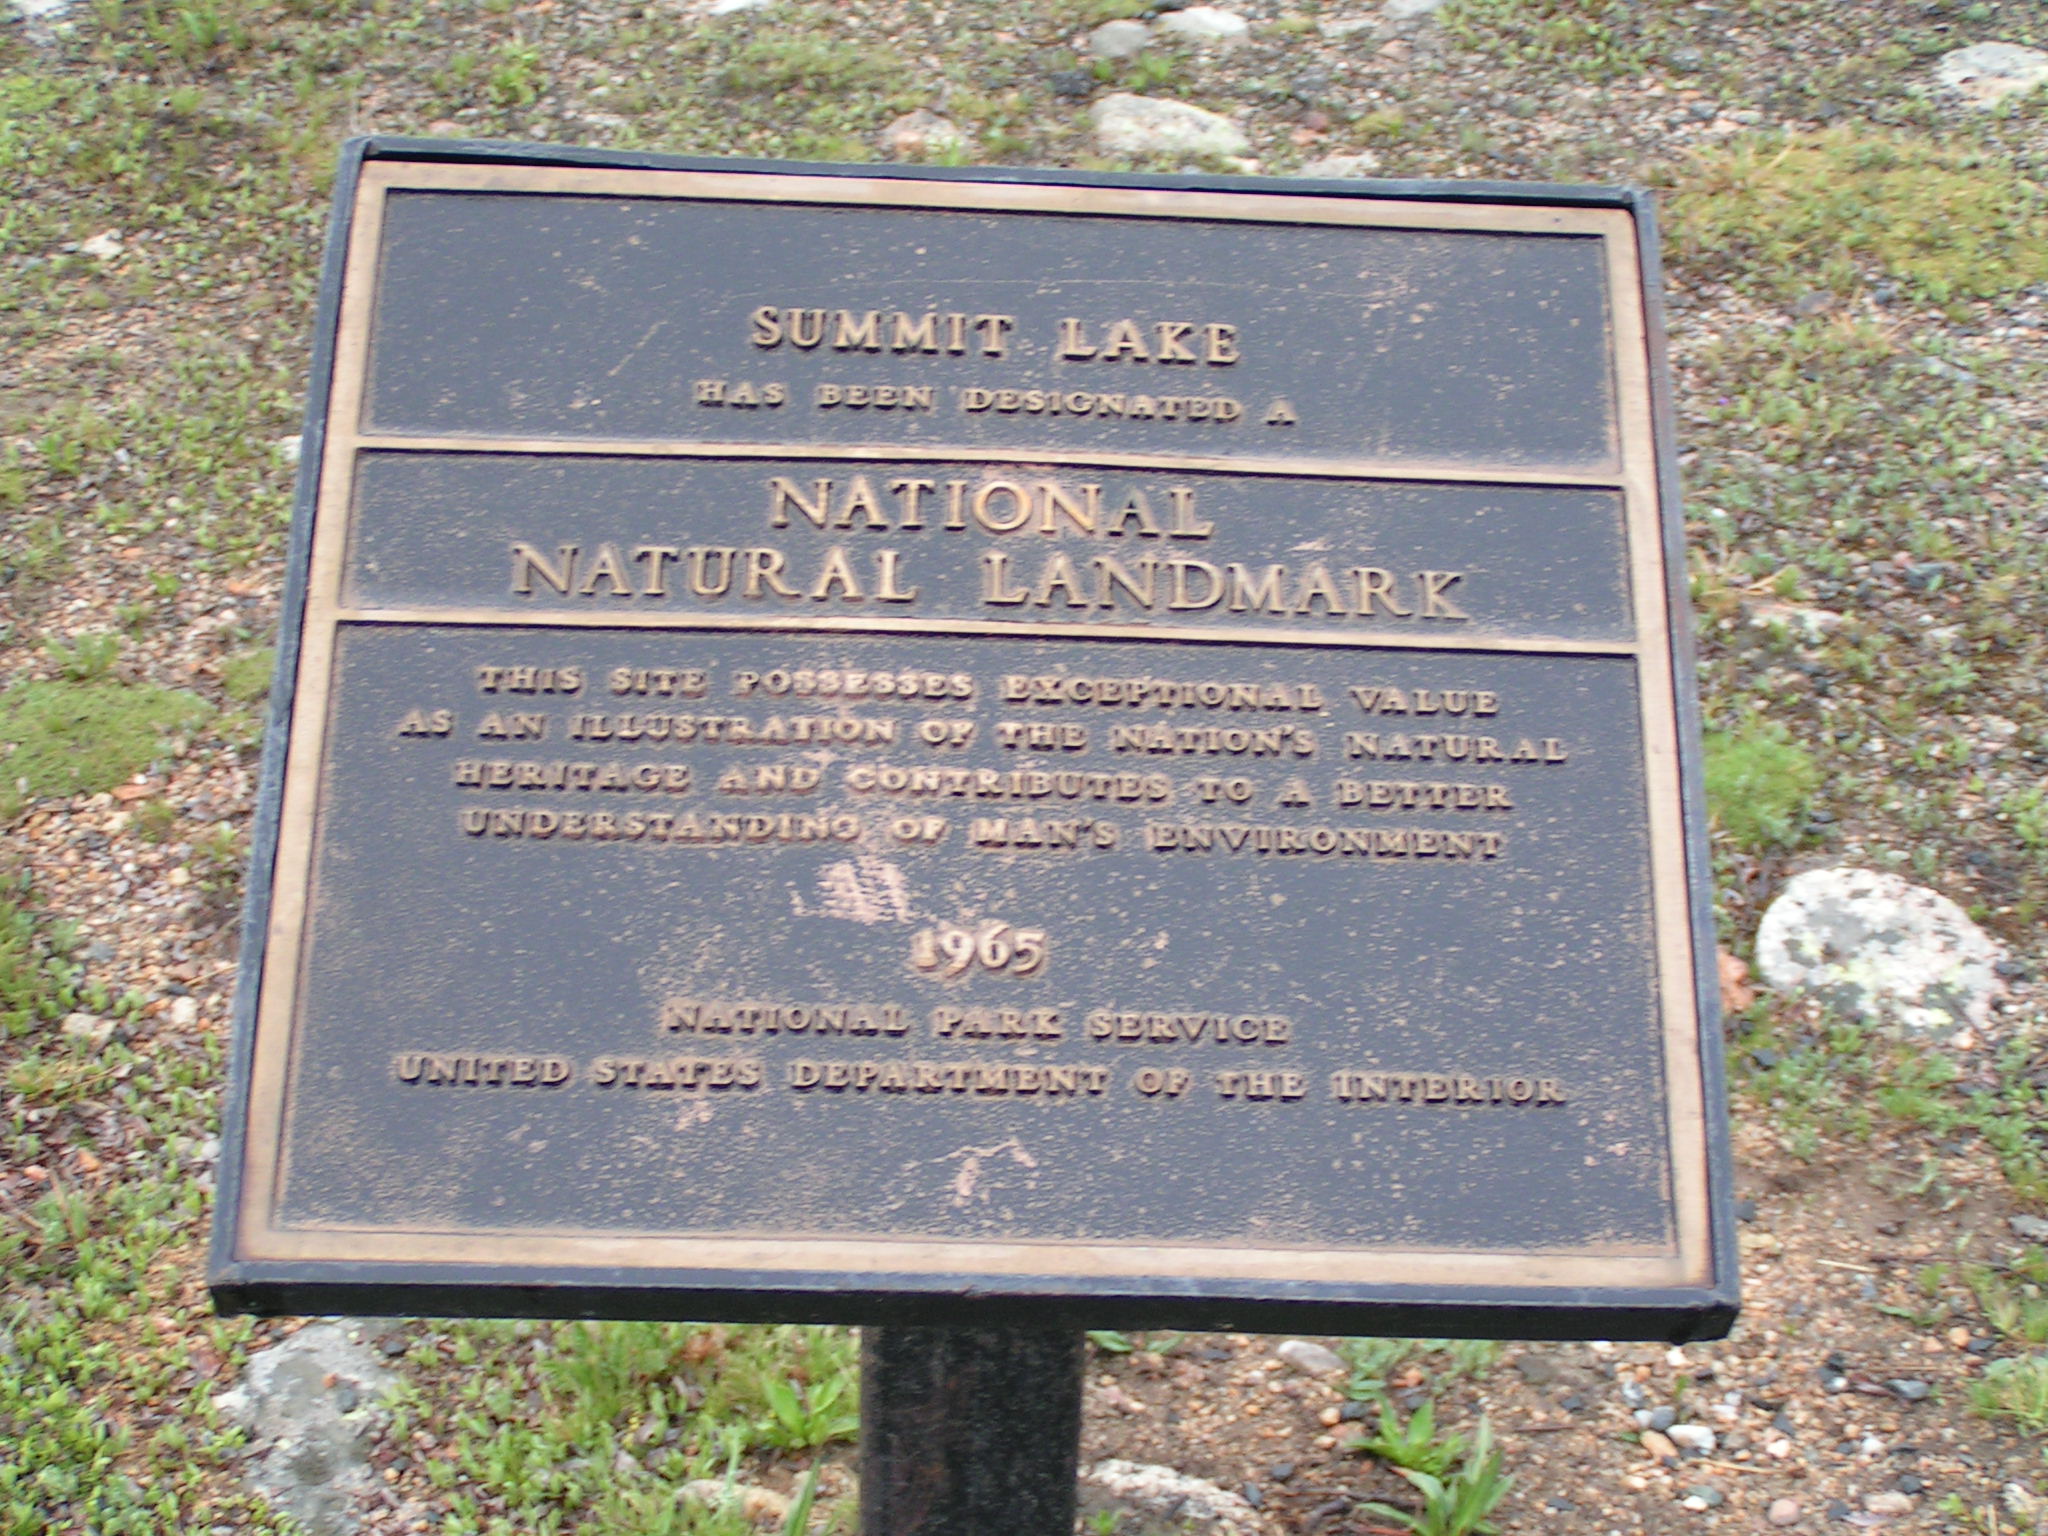 SUMMIT LAKE
HAS BEEN DESIGNATED A
NATIONAL
NATURAL LANDMARK
THIS SITE POSSESSES EXCEPTIONAL VALUE
AS AN ILLUSTRATION OF THE NATION'S NATURAL
HERITAGE AND CONTRIBUTES TO A BETTER
UNDERSTANDING OF MAN'S ENVIRONMENT
1965
NATIONAL PARK SERVICE
UNITED STATES DEPARTMENT OF THE INTERIOR